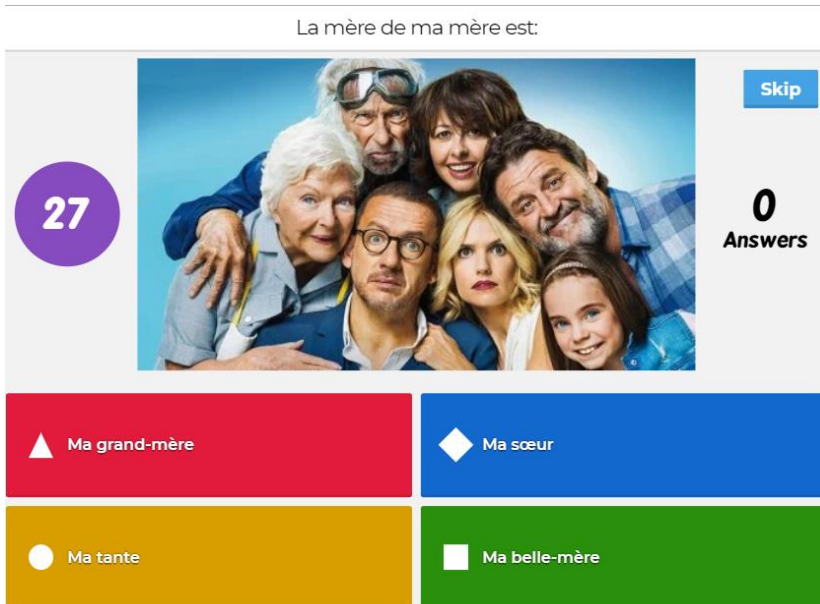 La mère de ma mère est:
Skip
27
0
Answers
Ma grand-mère
Ma sœur
Ma tante
Ma belle-mère